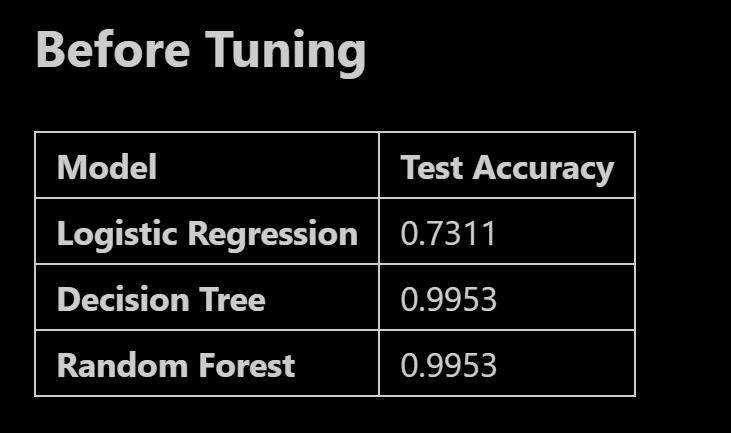 Before Tuning
Model Test Accuracy
Logistic Regression 0.7311
Decision Tree 0.9953
Random Forest 0.9953